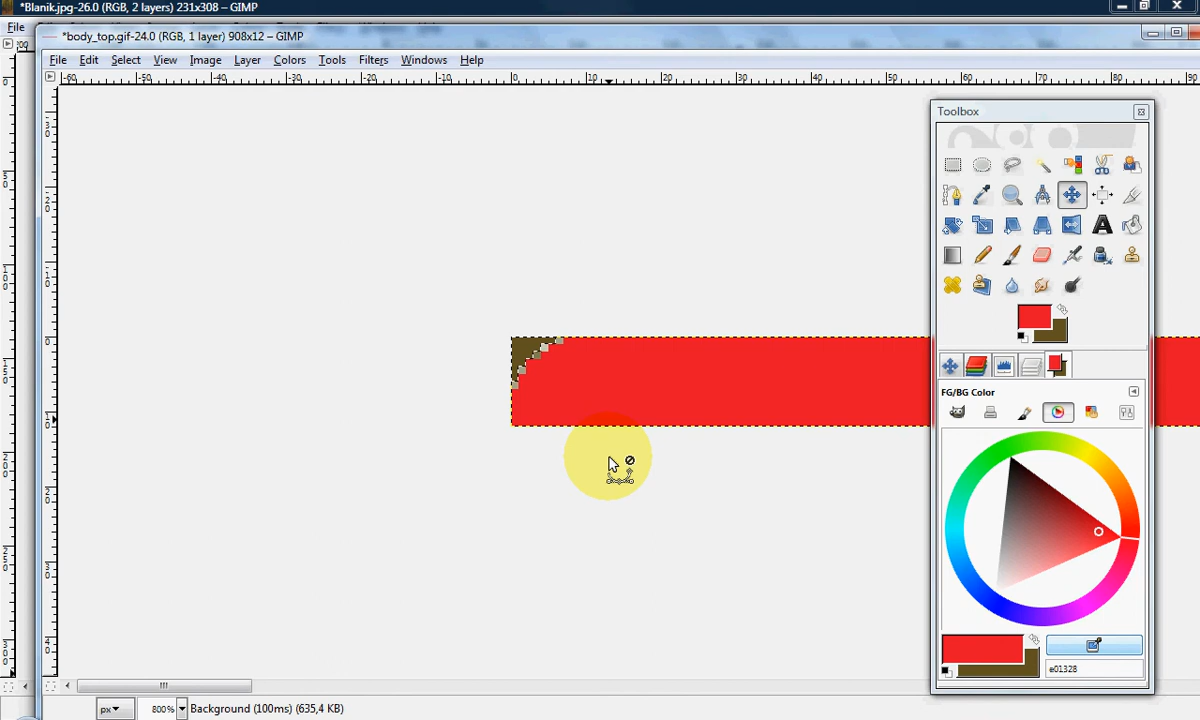 *Blanik.jpg-26.0 (RGB, 2 layers) 231x308 – GIMP
File
*body_top.gif-24.0 (RGB, 1 layer) 908x12 – GIMP
File Edit Select View Image Layer Colors Tools Filters Windows Help
-60 -50 -40 -30 -20 -10 0 10 20 30 40 50 60 70 80 90
Toolbox
FG/BG Color
e01328
px 800% Background (100ms) (635,4 KB)